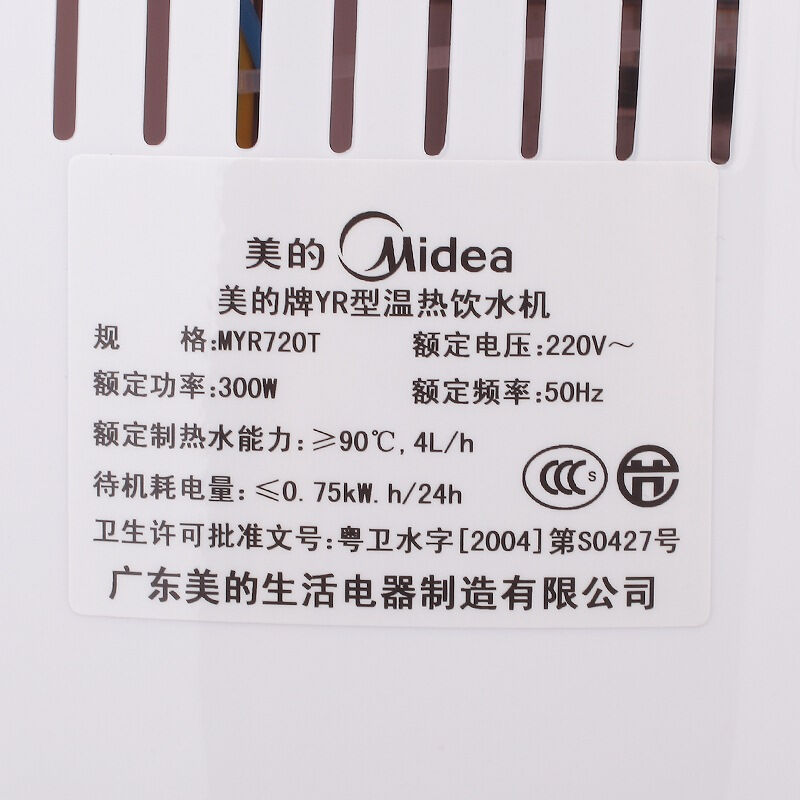 美的 Midea
美的牌YR型温热饮水机
规 格:MYR720T 额定电压:220V～
额定功率:300W 额定频率:50Hz
额定制热水能力:≥90℃,4L/h
待机耗电量:≤0.75kW.h/24h
CCC S
卫生许可批准文号:粤卫水字[2004]第S0427号
广东美的生活电器制造有限公司